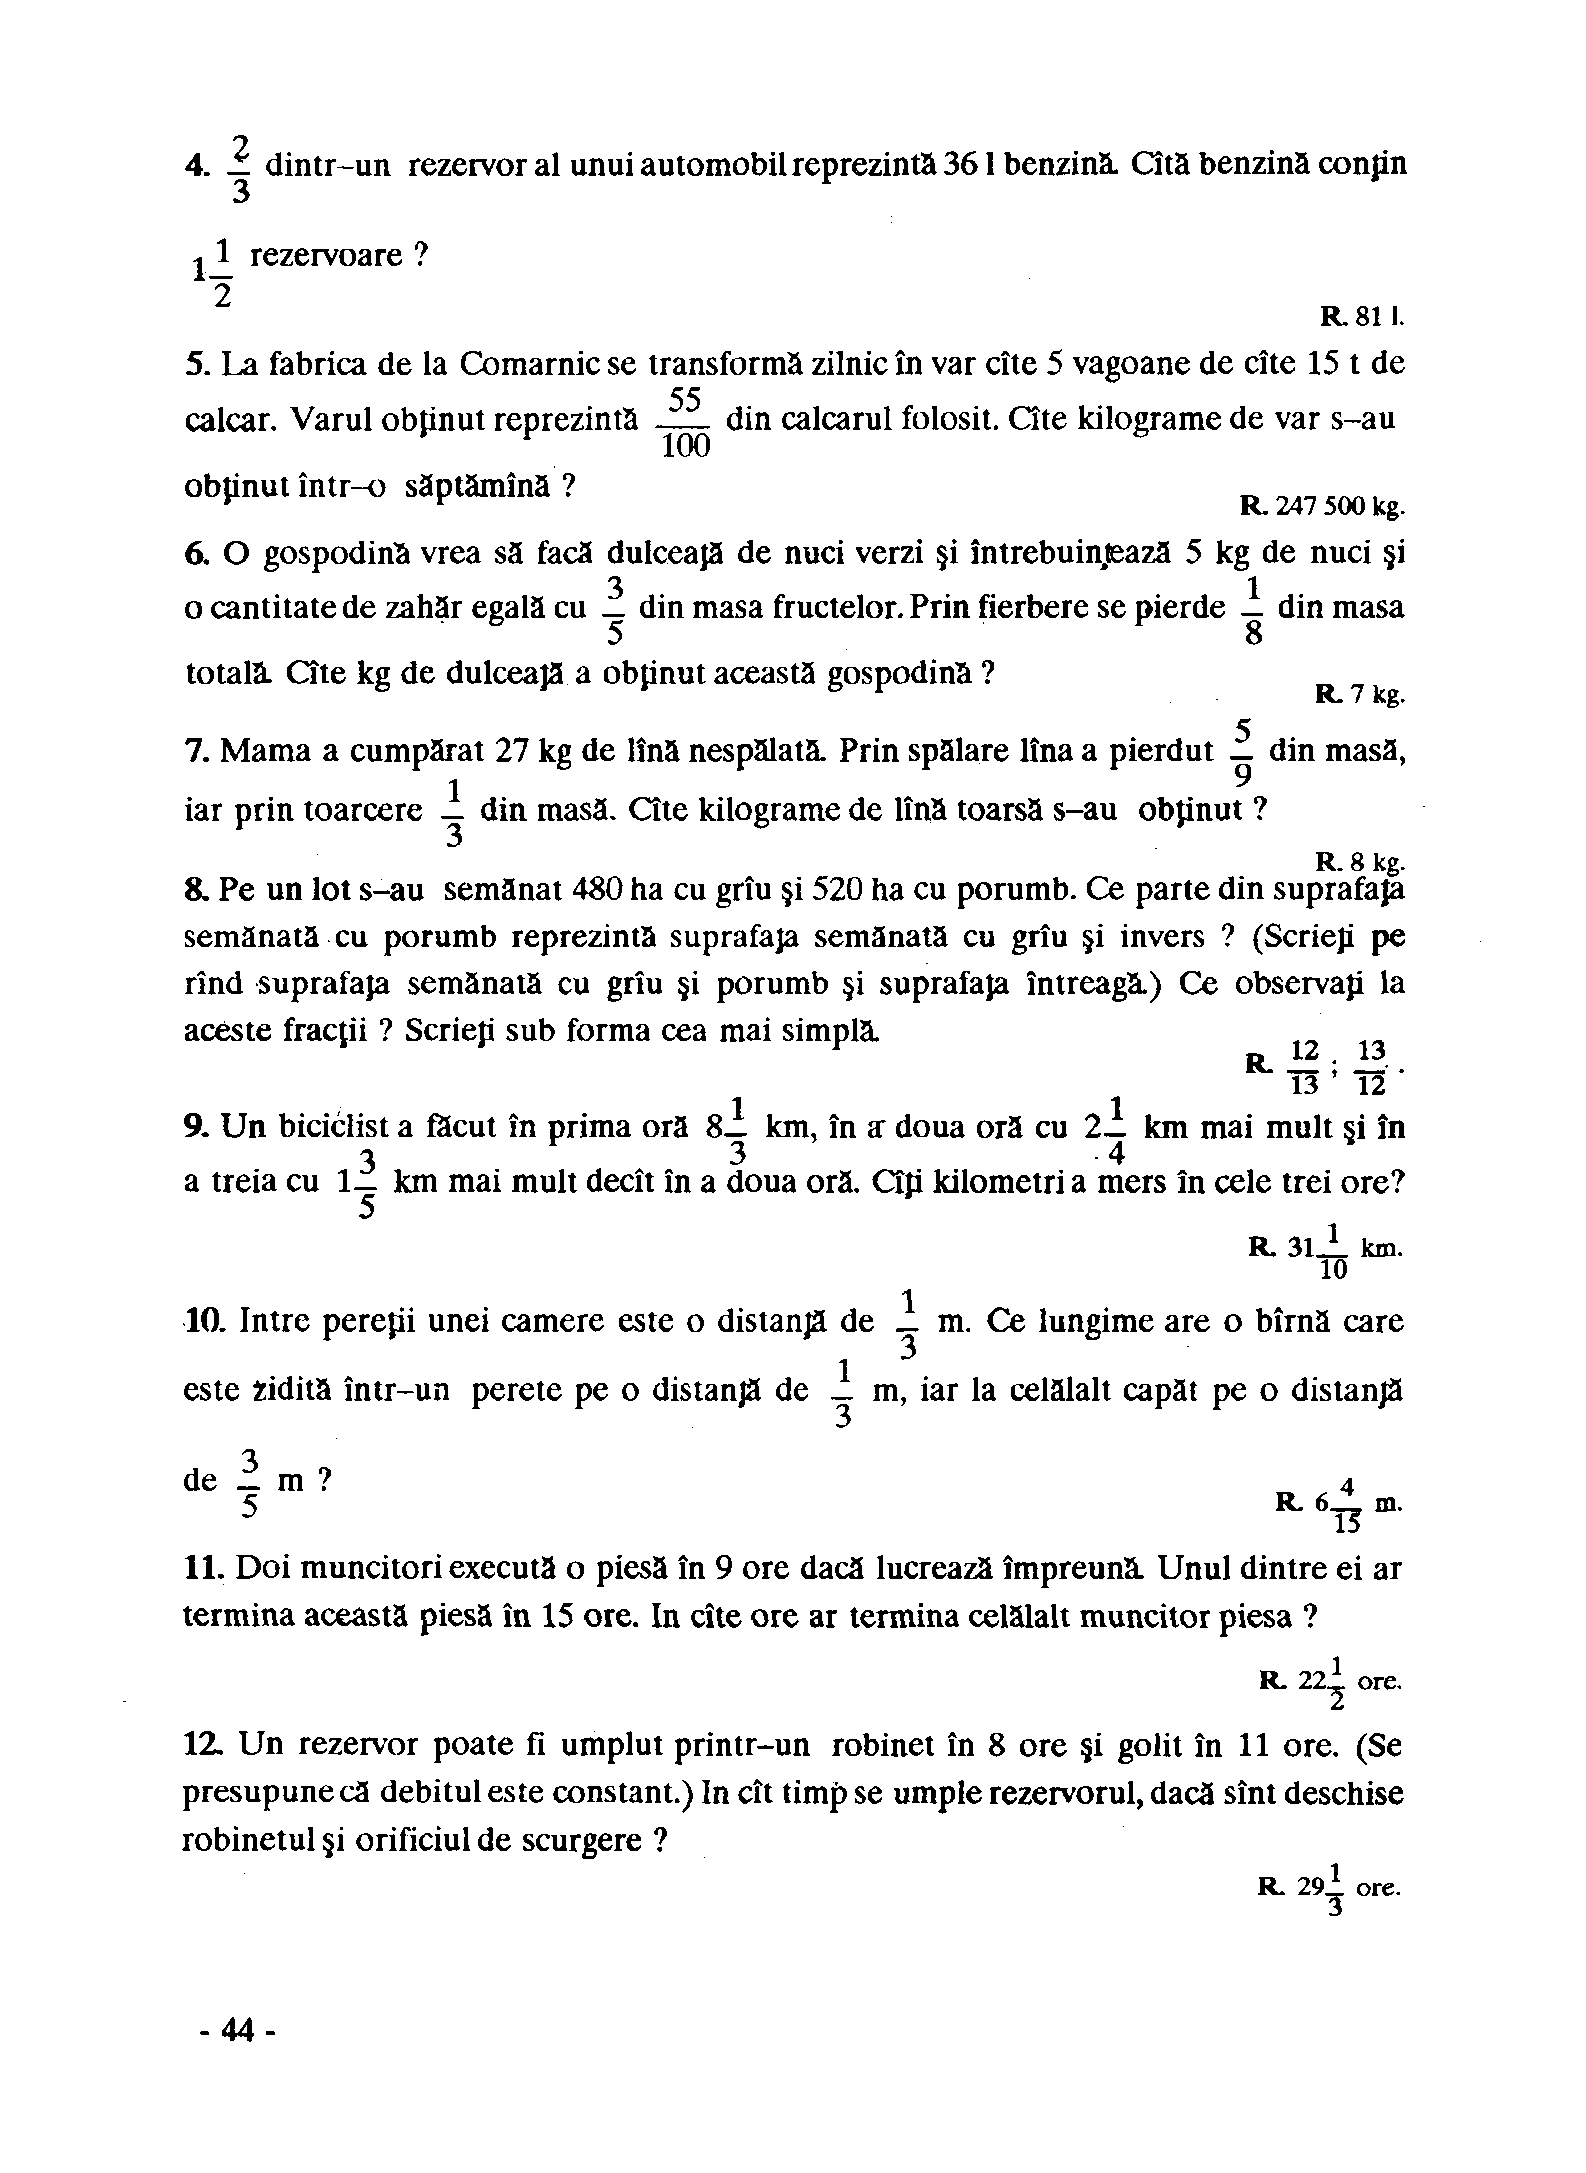 4. 2/3 dintr-un rezervor al unui automobil reprezintă 36 l benzină. Cîtă benzină conţin
1 1/2 rezervoare ?
R. 81 l.
5. La fabrica de la Comarnic se transformă zilnic în var cîte 5 vagoane de cîte 15 t de
calcar. Varul obţinut reprezintă 55/100 din calcarul folosit. Cîte kilograme de var s-au
obţinut într-o săptămînă ?
R. 247 500 kg.
6. O gospodină vrea să facă dulceaţă de nuci verzi şi întrebuinţează 5 kg de nuci şi
o cantitate de zahăr egală cu 3/5 din masa fructelor. Prin fierbere se pierde 1/8 din masa
totală. Cîte kg de dulceaţă a obţinut această gospodină ?
R. 7 kg.
7. Mama a cumpărat 27 kg de lînă nespălată. Prin spălare lîna a pierdut 5/9 din masă,
iar prin toarcere 1/3 din masă. Cîte kilograme de lînă toarsă s-au obţinut ?
R. 8 kg.
8. Pe un lot s-au semănat 480 ha cu grîu şi 520 ha cu porumb. Ce parte din suprafaţa
semănată cu porumb reprezintă suprafaţa semănată cu grîu şi invers ? (Scrieţi pe
rînd suprafaţa semănată cu grîu şi porumb şi suprafaţa întreagă.) Ce observaţi la
aceste fracţii ? Scrieţi sub forma cea mai simplă.
R. 12/13 ; 13/12 .
9. Un biciclist a făcut în prima oră 8 1/3 km, în a doua oră cu 2 1/4 km mai mult şi în
a treia cu 1 3/5 km mai mult decît în a doua oră. Cîţi kilometri a mers în cele trei ore?
R. 31 1/10 km.
10. Intre pereţii unei camere este o distanţă de 1/3 m. Ce lungime are o bîrnă care
este zidită într-un perete pe o distanţă de 1/3 m, iar la celălalt capăt pe o distanţă
de 3/5 m ?
R. 6 4/15 m.
11. Doi muncitori execută o piesă în 9 ore dacă lucrează împreună. Unul dintre ei ar
termina această piesă în 15 ore. In cîte ore ar termina celălalt muncitor piesa ?
R. 22 1/2 ore.
12. Un rezervor poate fi umplut printr-un robinet în 8 ore şi golit în 11 ore. (Se
presupune că debitul este constant.) In cît timp se umple rezervorul, dacă sînt deschise
robinetul şi orificiul de scurgere ?
R. 29 1/3 ore.
- 44 -